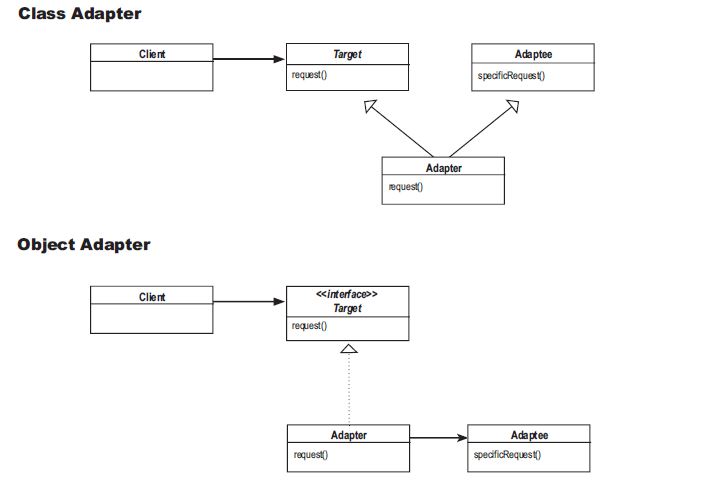 Class Adapter
Client
Target
request()
Adaptee
specificRequest()
Adapter
request()
Object Adapter
Client
<<interface>>
Target
request()
Adapter
request()
Adaptee
specificRequest()